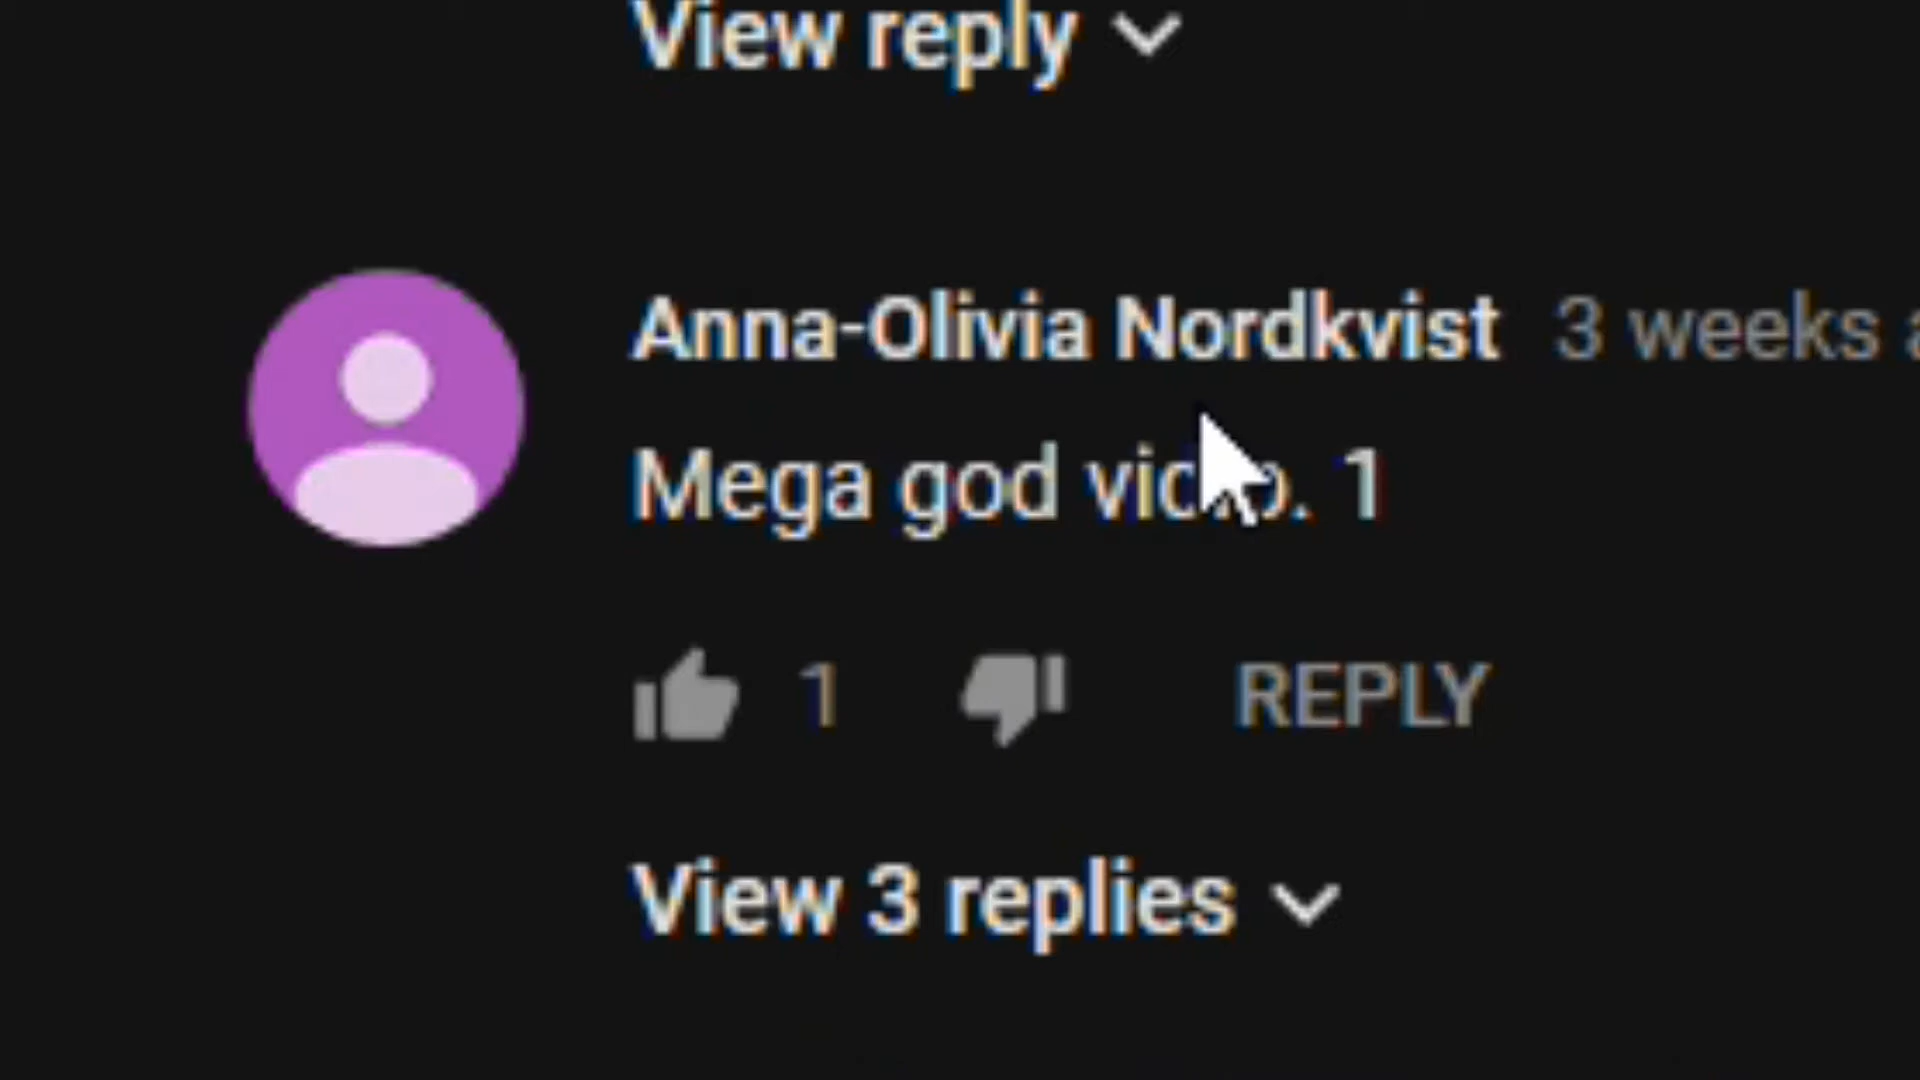 View reply
Anna-Olivia Nordkvist 3 weeks
Mega god 1
1 REPLY
View 3 replies